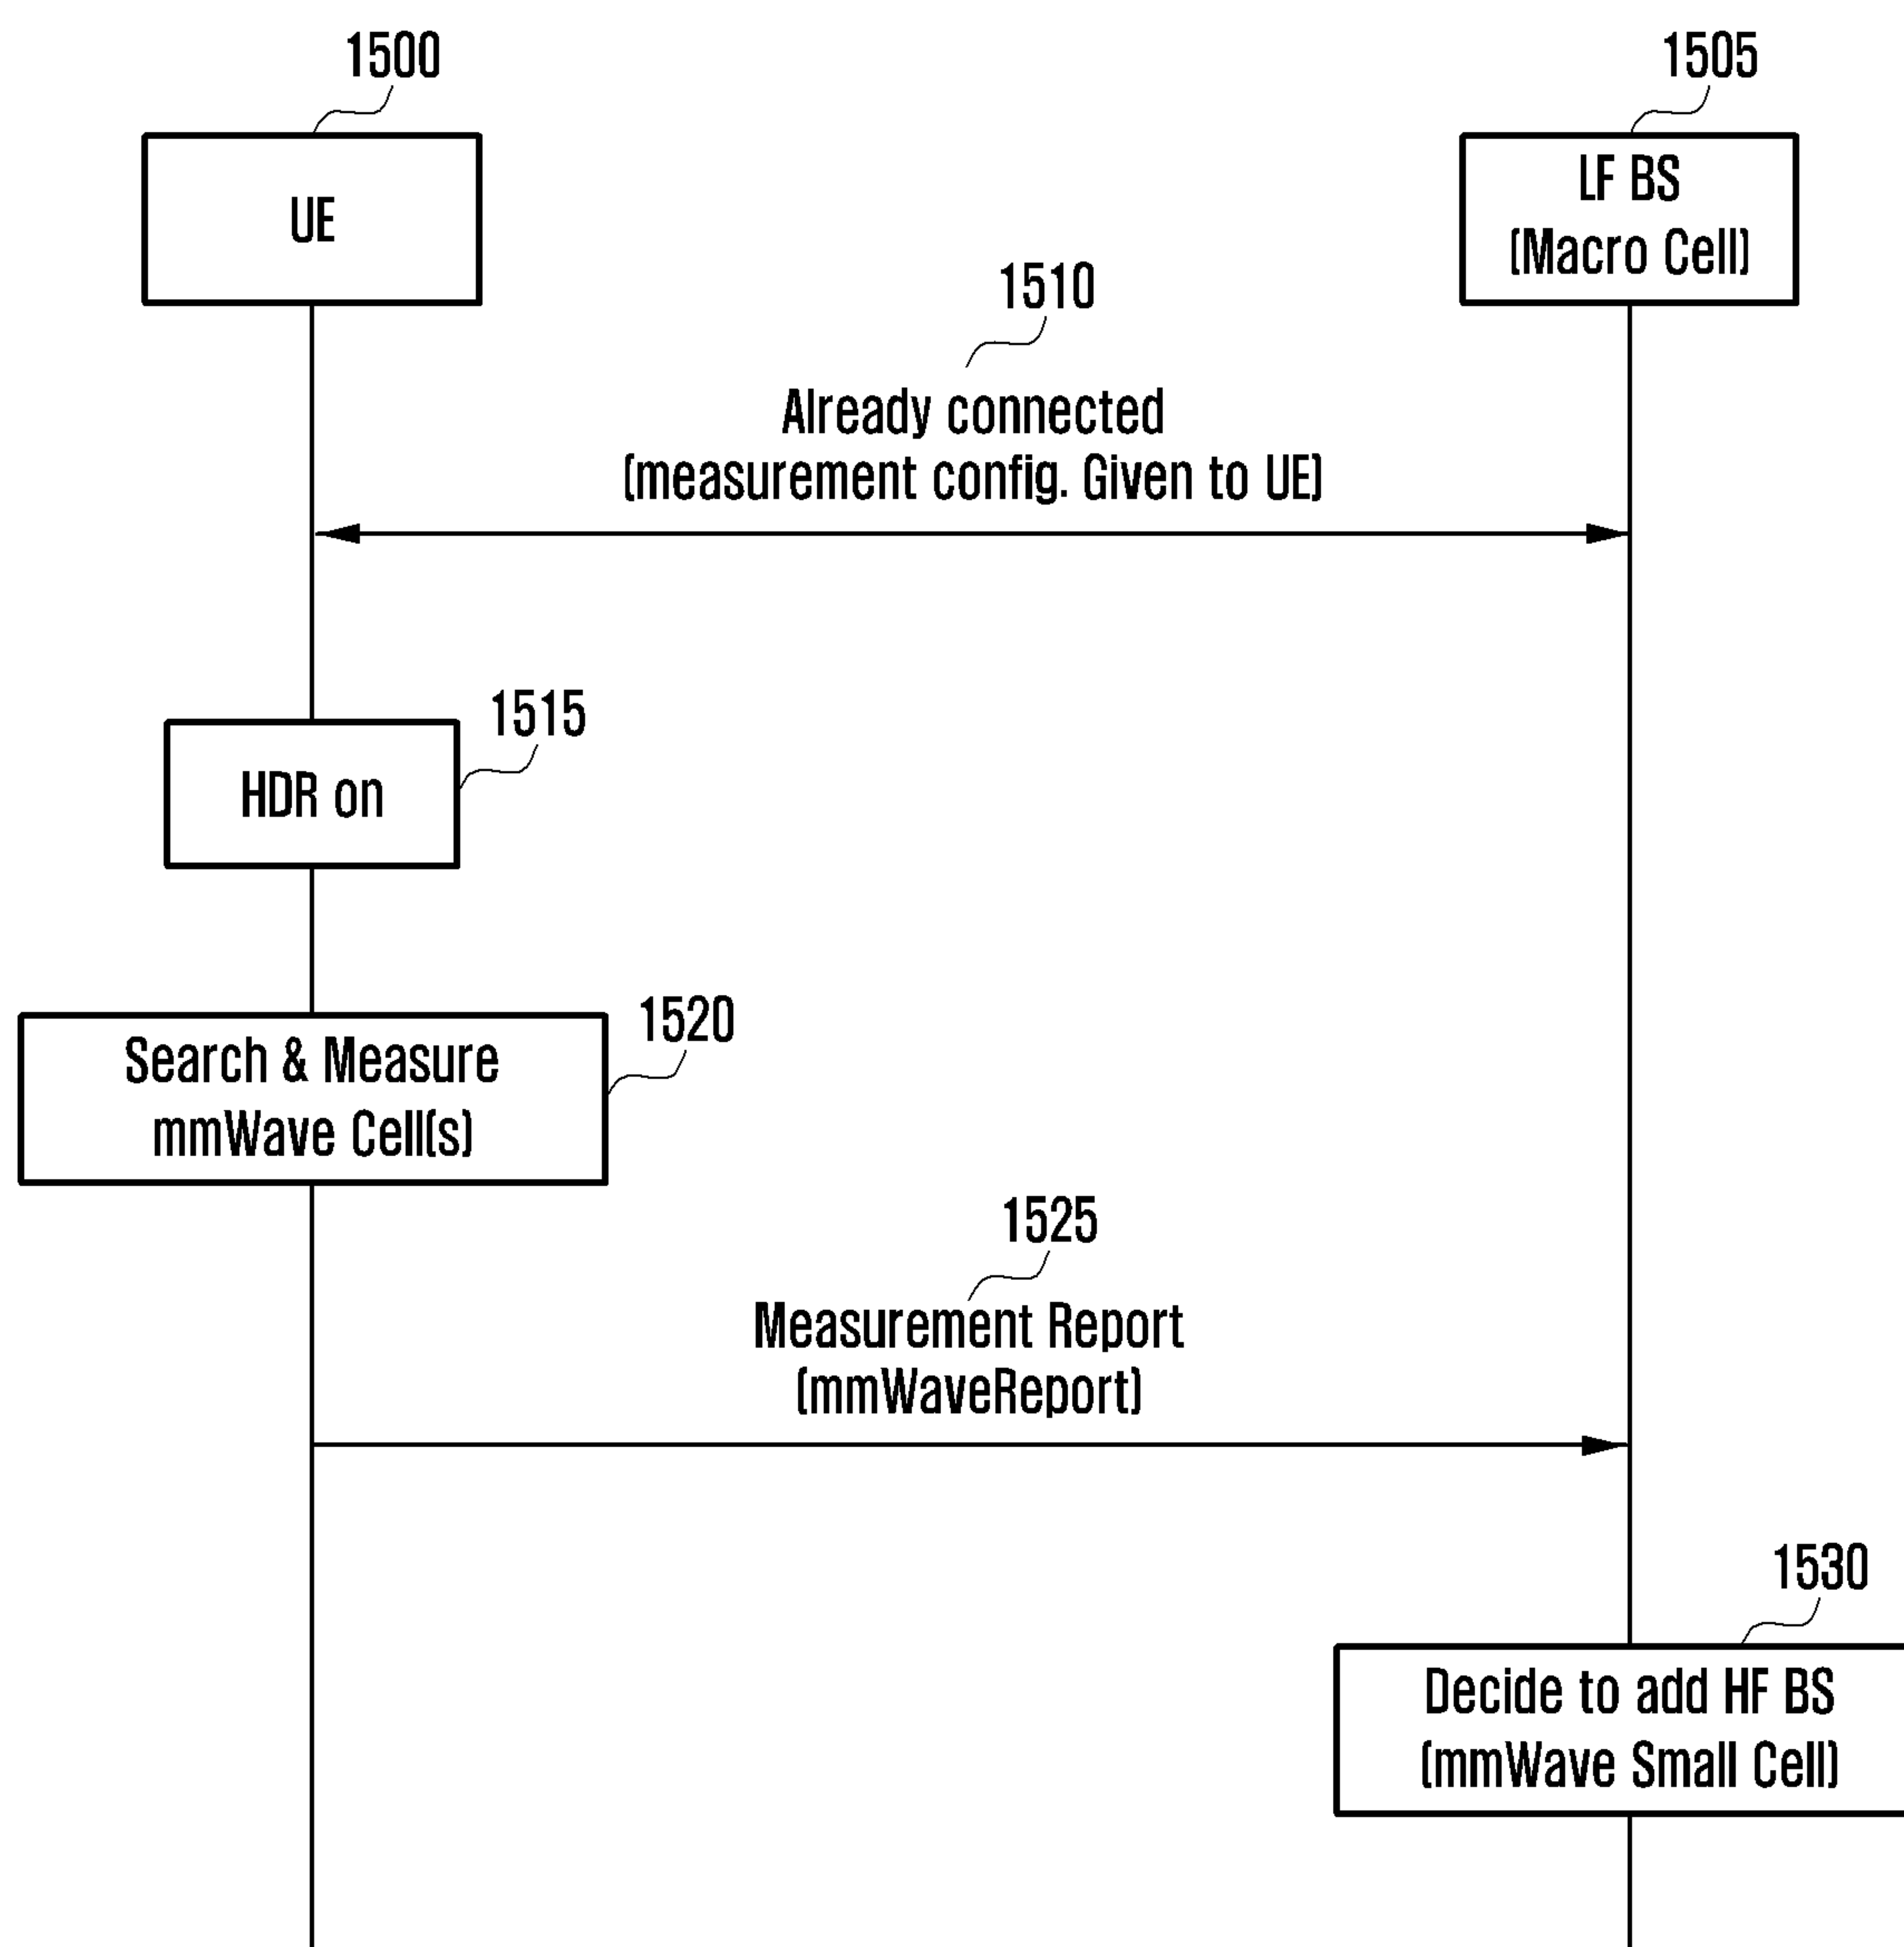 1500
1505
UE
LF BS
(Macro Cell)
1510
Already connected
(measurement config. Given to UE)
1515
HDR on
1520
Search & Measure
mmWave Cell(s)
1525
Measurement Report
(mmWaveReport)
1530
Decide to add HF BS
(mmWave Small Cell)